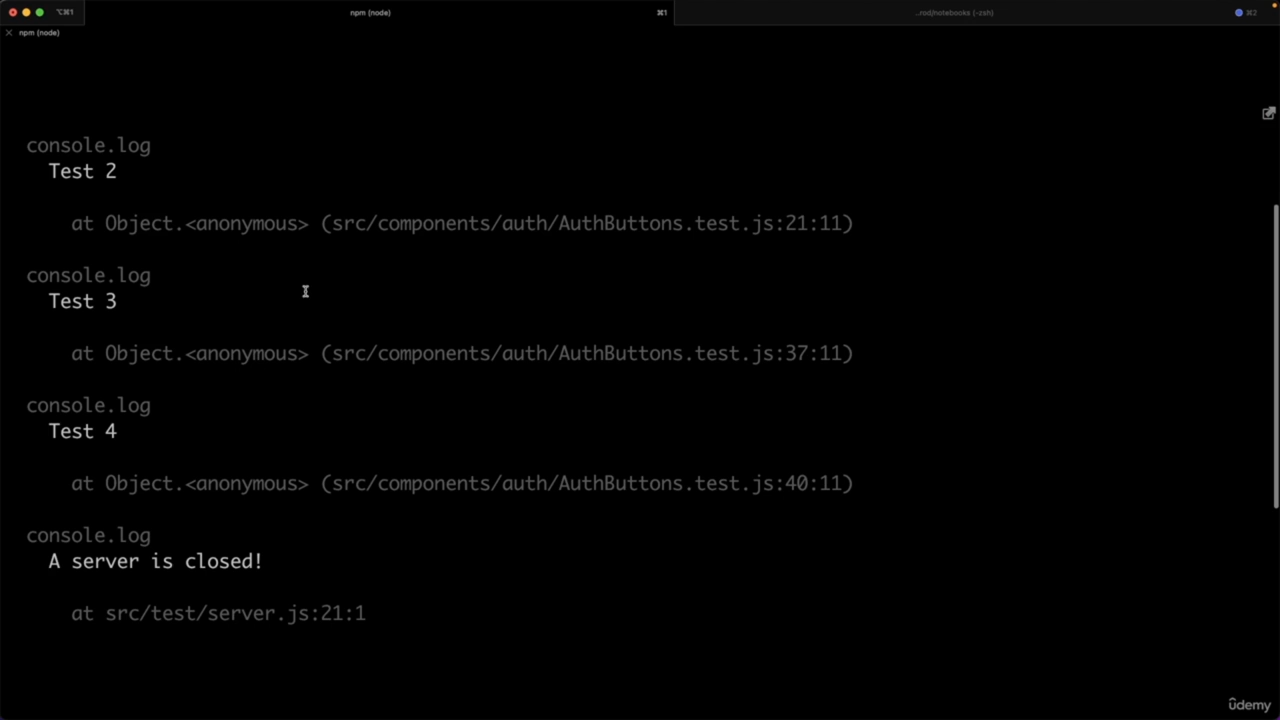 ⌥⌘1
npm (node)
⌘1
...rod/notebooks (-zsh)
⌘2
npm (node)
console.log
Test 2
at Object.<anonymous> (src/components/auth/AuthButtons.test.js:21:11)
console.log
Test 3
at Object.<anonymous> (src/components/auth/AuthButtons.test.js:37:11)
console.log
Test 4
at Object.<anonymous> (src/components/auth/AuthButtons.test.js:40:11)
console.log
A server is closed!
at src/test/server.js:21:1
ûdemy